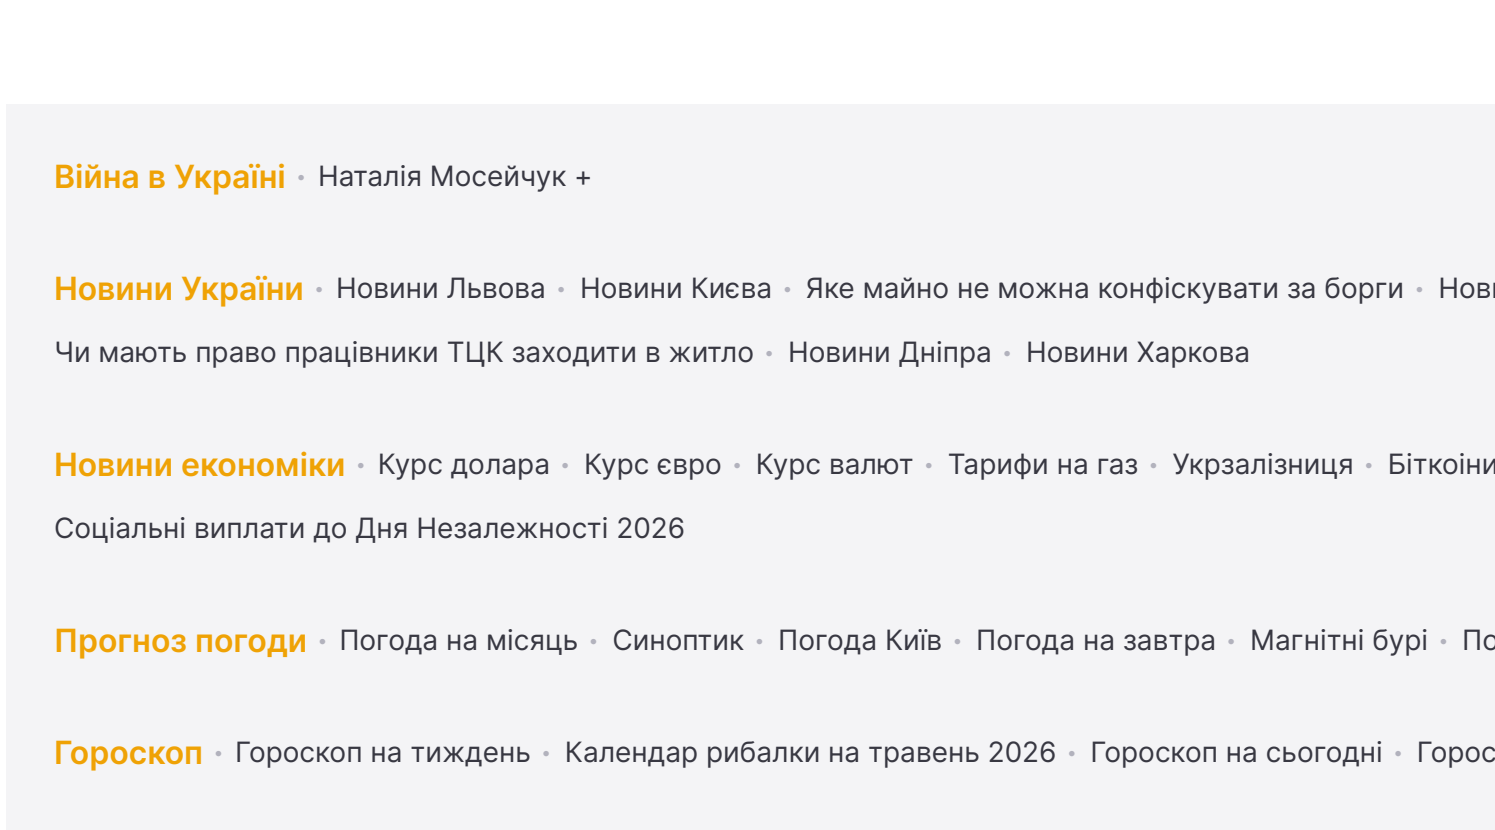 Війна в Україні • Наталія Мосейчук +
Новини України • Новини Львова • Новини Києва • Яке майно не можна конфіскувати за борги •
Чи мають право працівники ТЦК заходити в житло • Новини Дніпра • Новини Харкова
Новини економіки • Курс долара • Курс євро • Курс валют • Тарифи на газ • Укрзалізниця • Біткоіни
Соціальні виплати до Дня Незалежності 2026
Прогноз погоди • Погода на місяць • Синоптик • Погода Київ • Погода на завтра • Магнітні бурі •
Гороскоп • Гороскоп на тиждень • Календар рибалки на травень 2026 • Гороскоп на сьогодні •